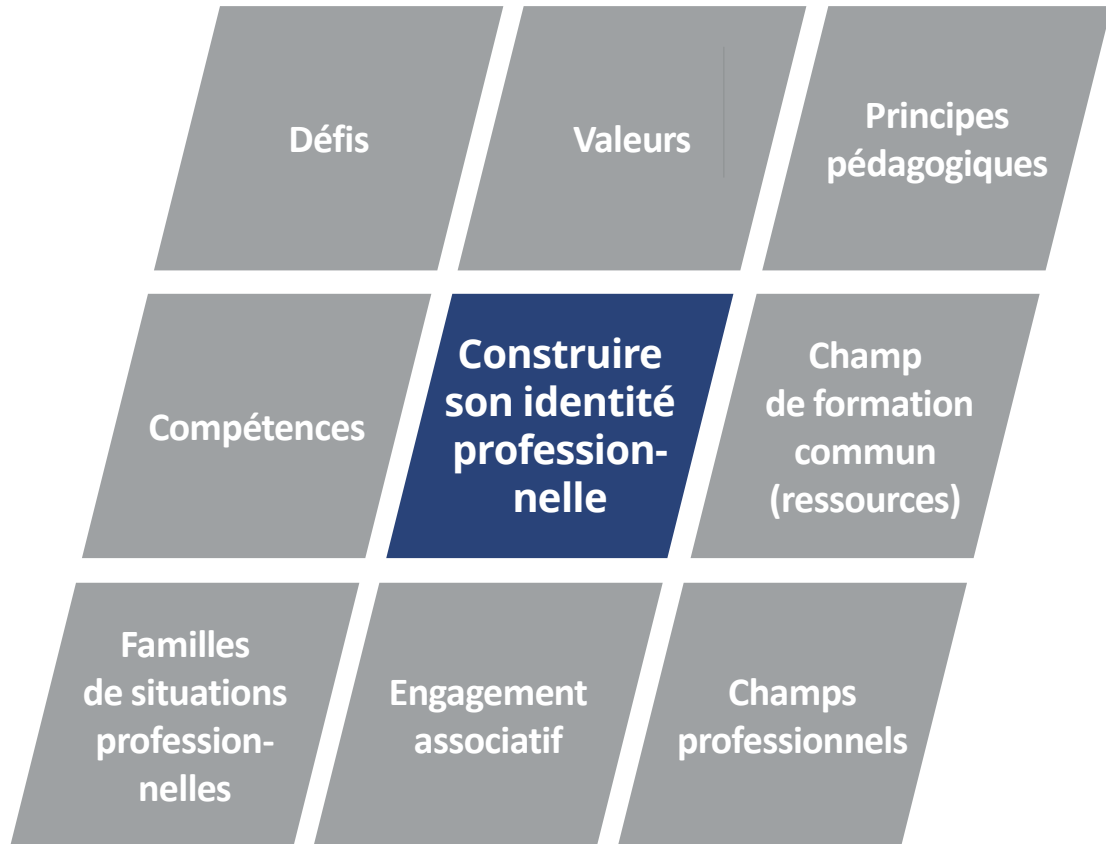 Défis
Valeurs
Principes
pédagogiques
Compétences
Construire
son identité
profession-
nelle
Champ
de formation
commun
(ressources)
Familles
de situations
profession-
nelles
Engagement
associatif
Champs
professionnels